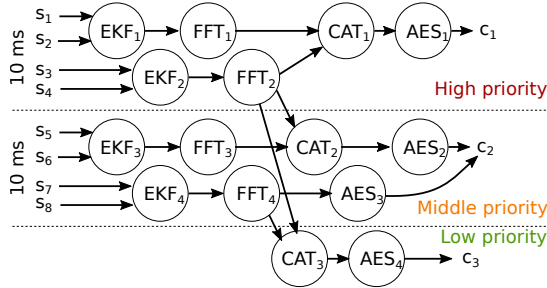 s₁
s₂
EKF₁ FFT₁ CAT₁ AES₁ c₁
10 ms
s₃
s₄
EKF₂ FFT₂
High priority
s₅
s₆
EKF₃ FFT₃ CAT₂ AES₂ c₂
10 ms
s₇
s₈
EKF₄ FFT₄ AES₃
Middle priority
Low priority
CAT₃ AES₄ c₃